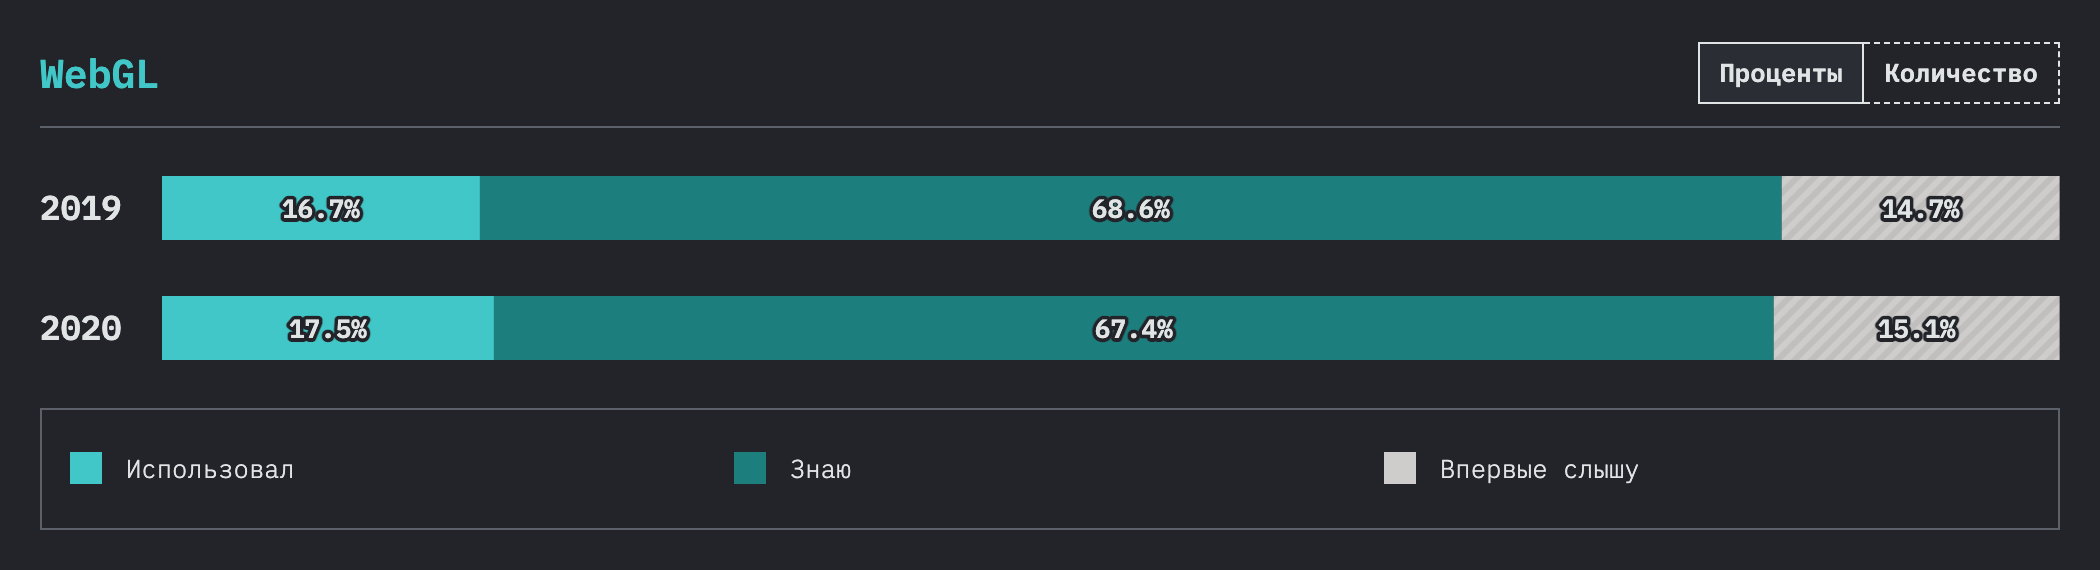 WebGL
Проценты Количество
2019 16.7% 68.6% 14.7%
2020 17.5% 67.4% 15.1%
Использовал Знаю Впервые слышу